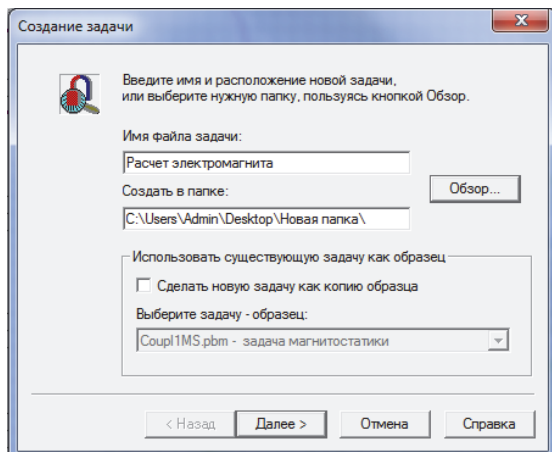 Создание задачи
Введите имя и расположение новой задачи,
или выберите нужную папку, пользуясь кнопкой Обзор.
Имя файла задачи:
Расчет электромагнита
Создать в папке:
Обзор...
C:\Users\Admin\Desktop\Новая папка\
Использовать существующую задачу как образец
Сделать новую задачу как копию образца
Выберите задачу - образец:
Coupl1MS.pbm - задача магнитостатики
< Назад Далее > Отмена Справка